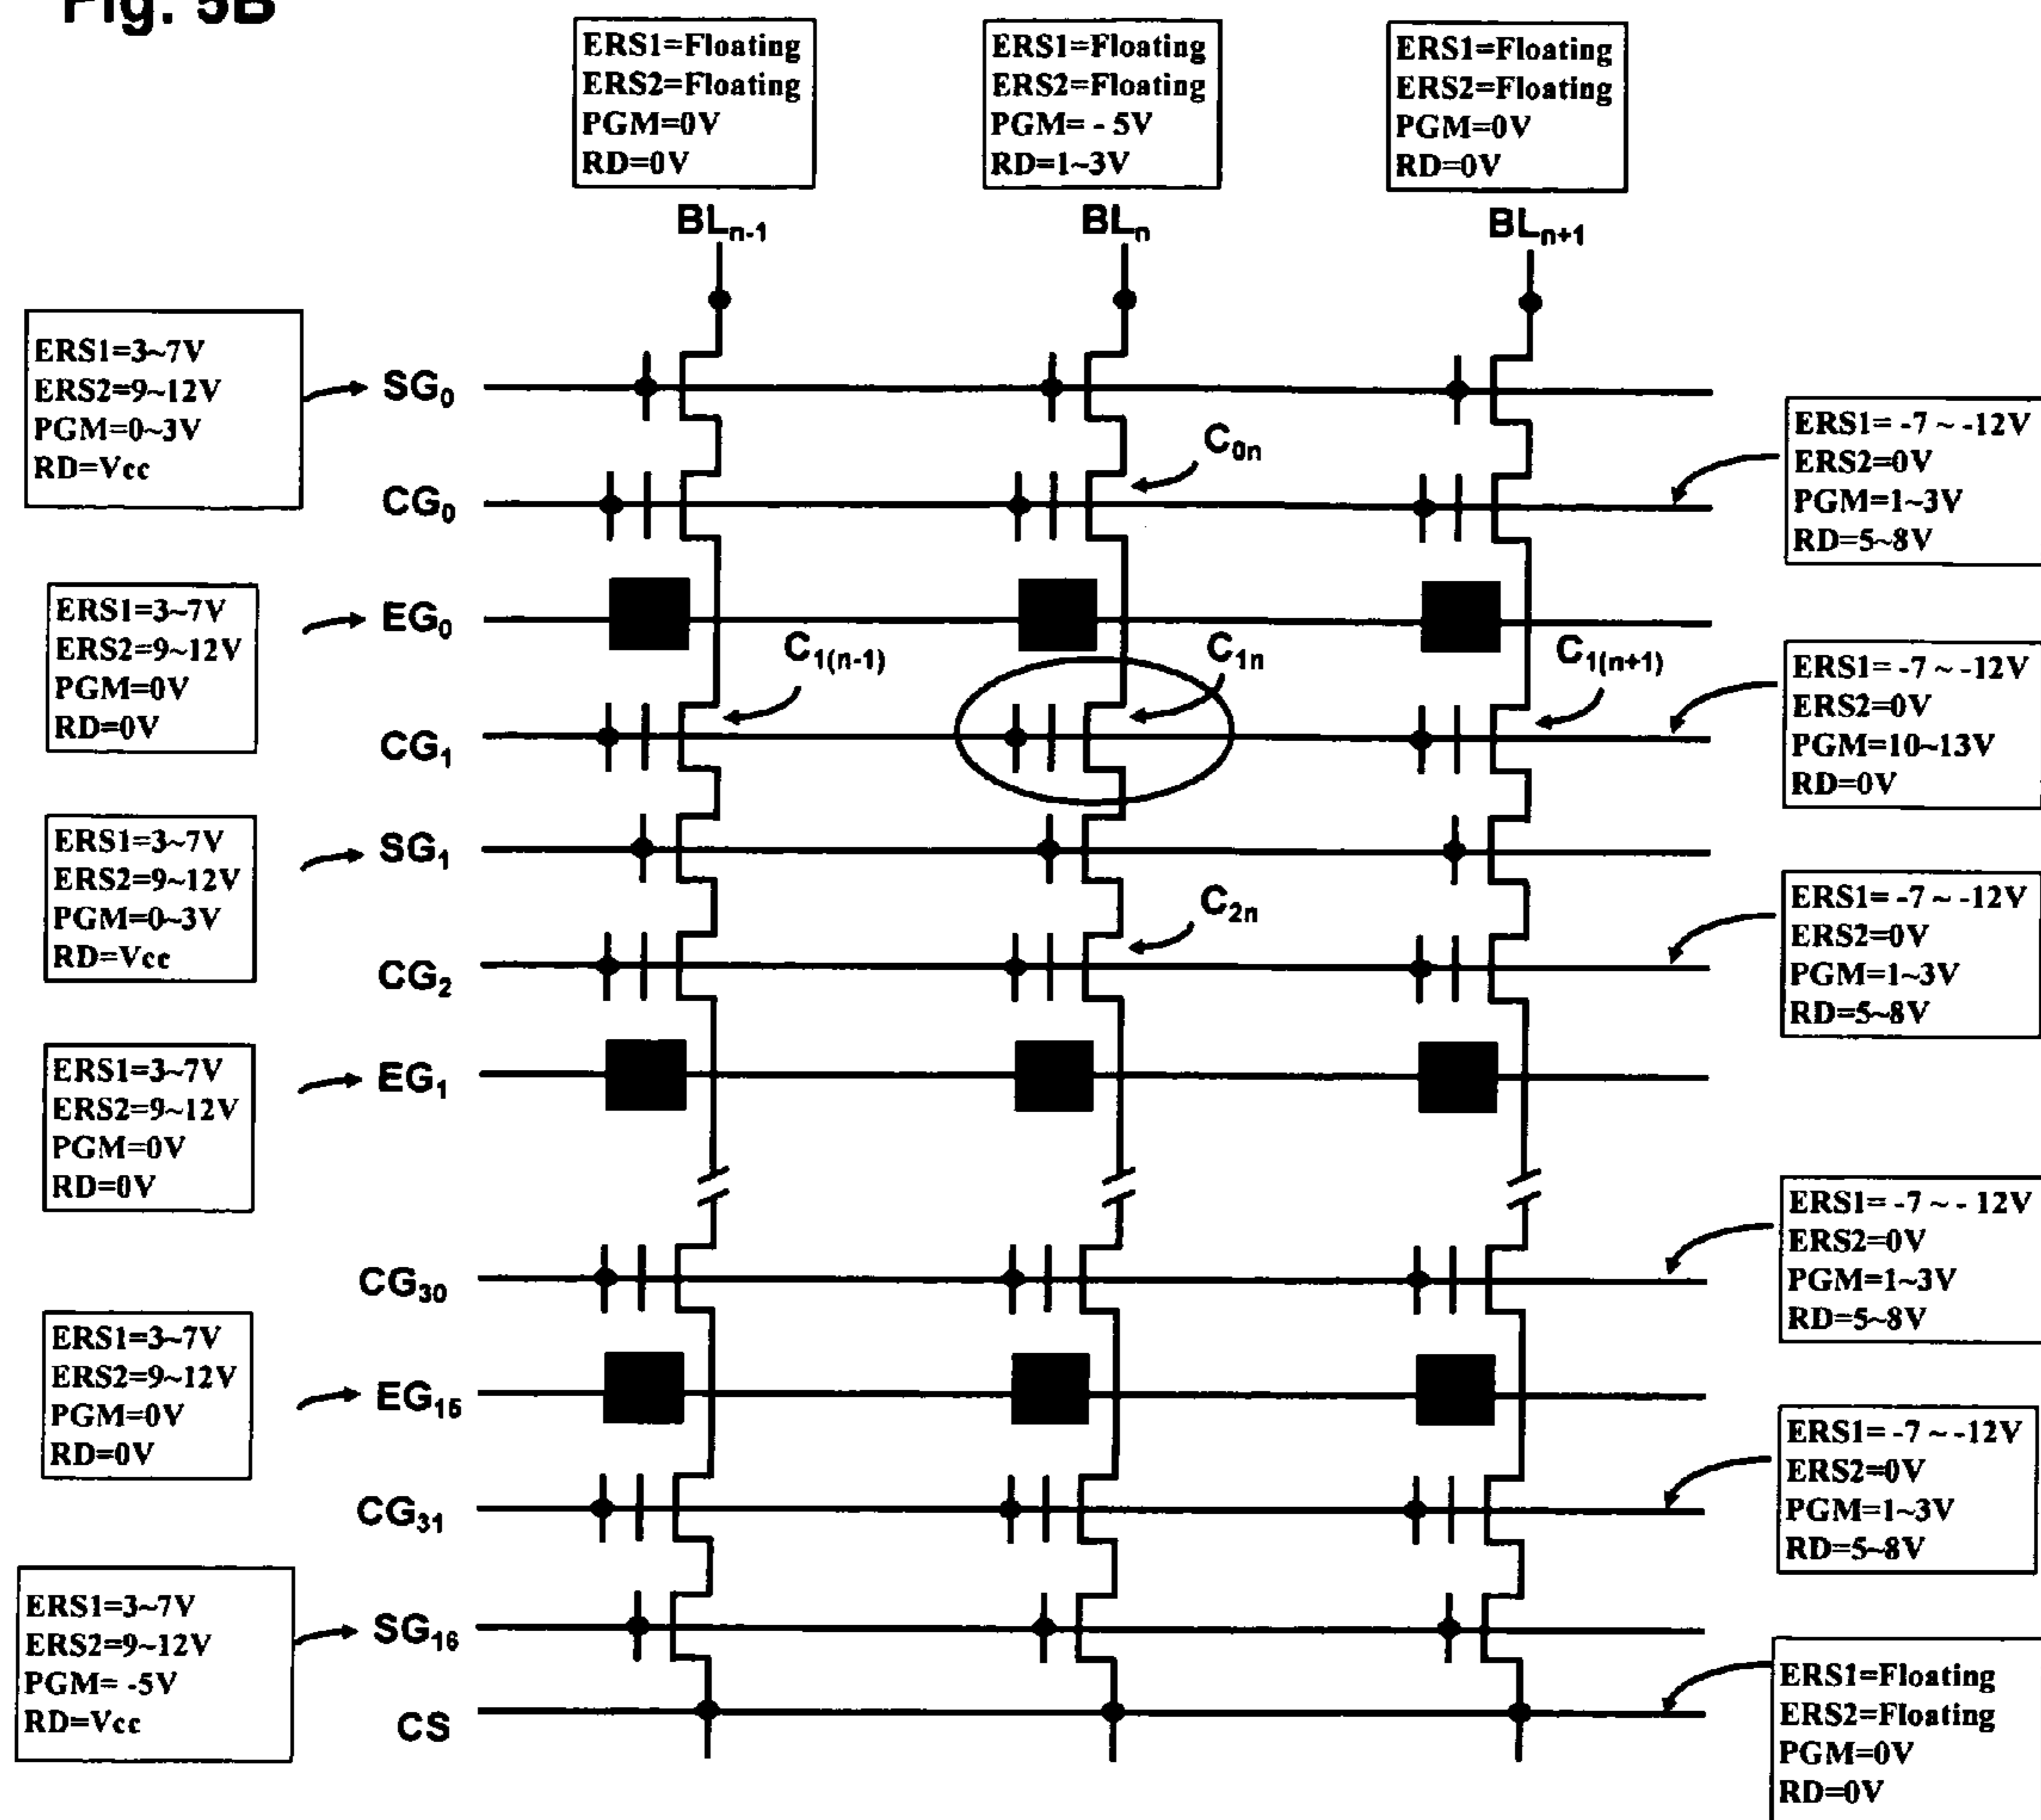 Fig. 5B
ERS1=Floating
ERS2=Floating
PGM=0V
RD=0V
ERS1=Floating
ERS2=Floating
PGM= - 5V
RD=1~3V
ERS1=Floating
ERS2=Floating
PGM=0V
RD=0V
BLn-1
BLn
BLn+1
ERS1=3~7V
ERS2=9~12V
PGM=0~3V
RD=Vcc
SG0
C0n
ERS1= -7 ~ -12V
ERS2=0V
PGM=1~3V
RD=5~8V
CG0
ERS1=3~7V
ERS2=9~12V
PGM=0V
RD=0V
EG0
C1(n-1)
C1n
C1(n+1)
ERS1= -7 ~ -12V
ERS2=0V
PGM=10~13V
RD=0V
CG1
ERS1=3~7V
ERS2=9~12V
PGM=0~3V
RD=Vcc
SG1
C2n
ERS1= -7 ~ -12V
ERS2=0V
PGM=1~3V
RD=5~8V
CG2
ERS1=3~7V
ERS2=9~12V
PGM=0V
RD=0V
EG1
ERS1= -7 ~ - 12V
ERS2=0V
PGM=1~3V
RD=5~8V
CG30
ERS1=3~7V
ERS2=9~12V
PGM=0V
RD=0V
EG15
ERS1= -7 ~ -12V
ERS2=0V
PGM=1~3V
RD=5~8V
CG31
ERS1=3~7V
ERS2=9~12V
PGM= -5V
RD=Vcc
SG16
CS
ERS1=Floating
ERS2=Floating
PGM=0V
RD=0V